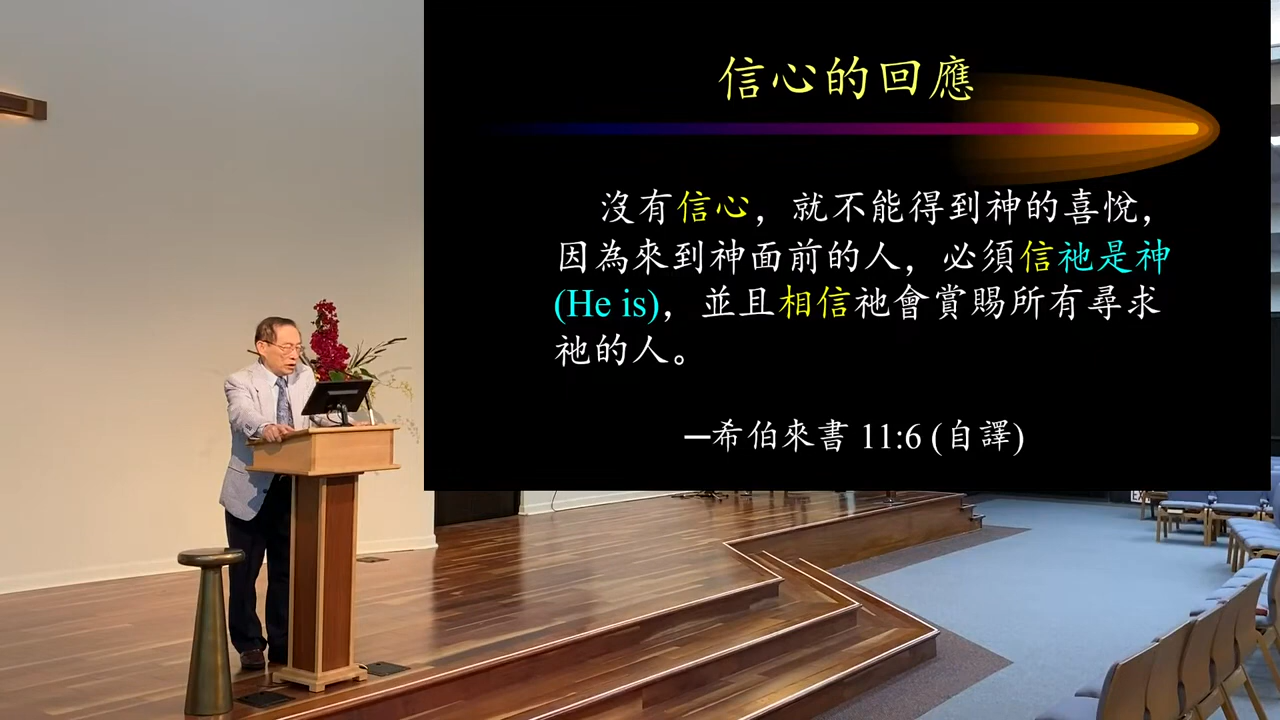 信心的回應
沒有信心，就不能得到神的喜悅，
因為來到神面前的人，必須信祂是神
(He is)，並且相信祂會賞賜所有尋求
祂的人。
─希伯來書 11:6 (自譯)